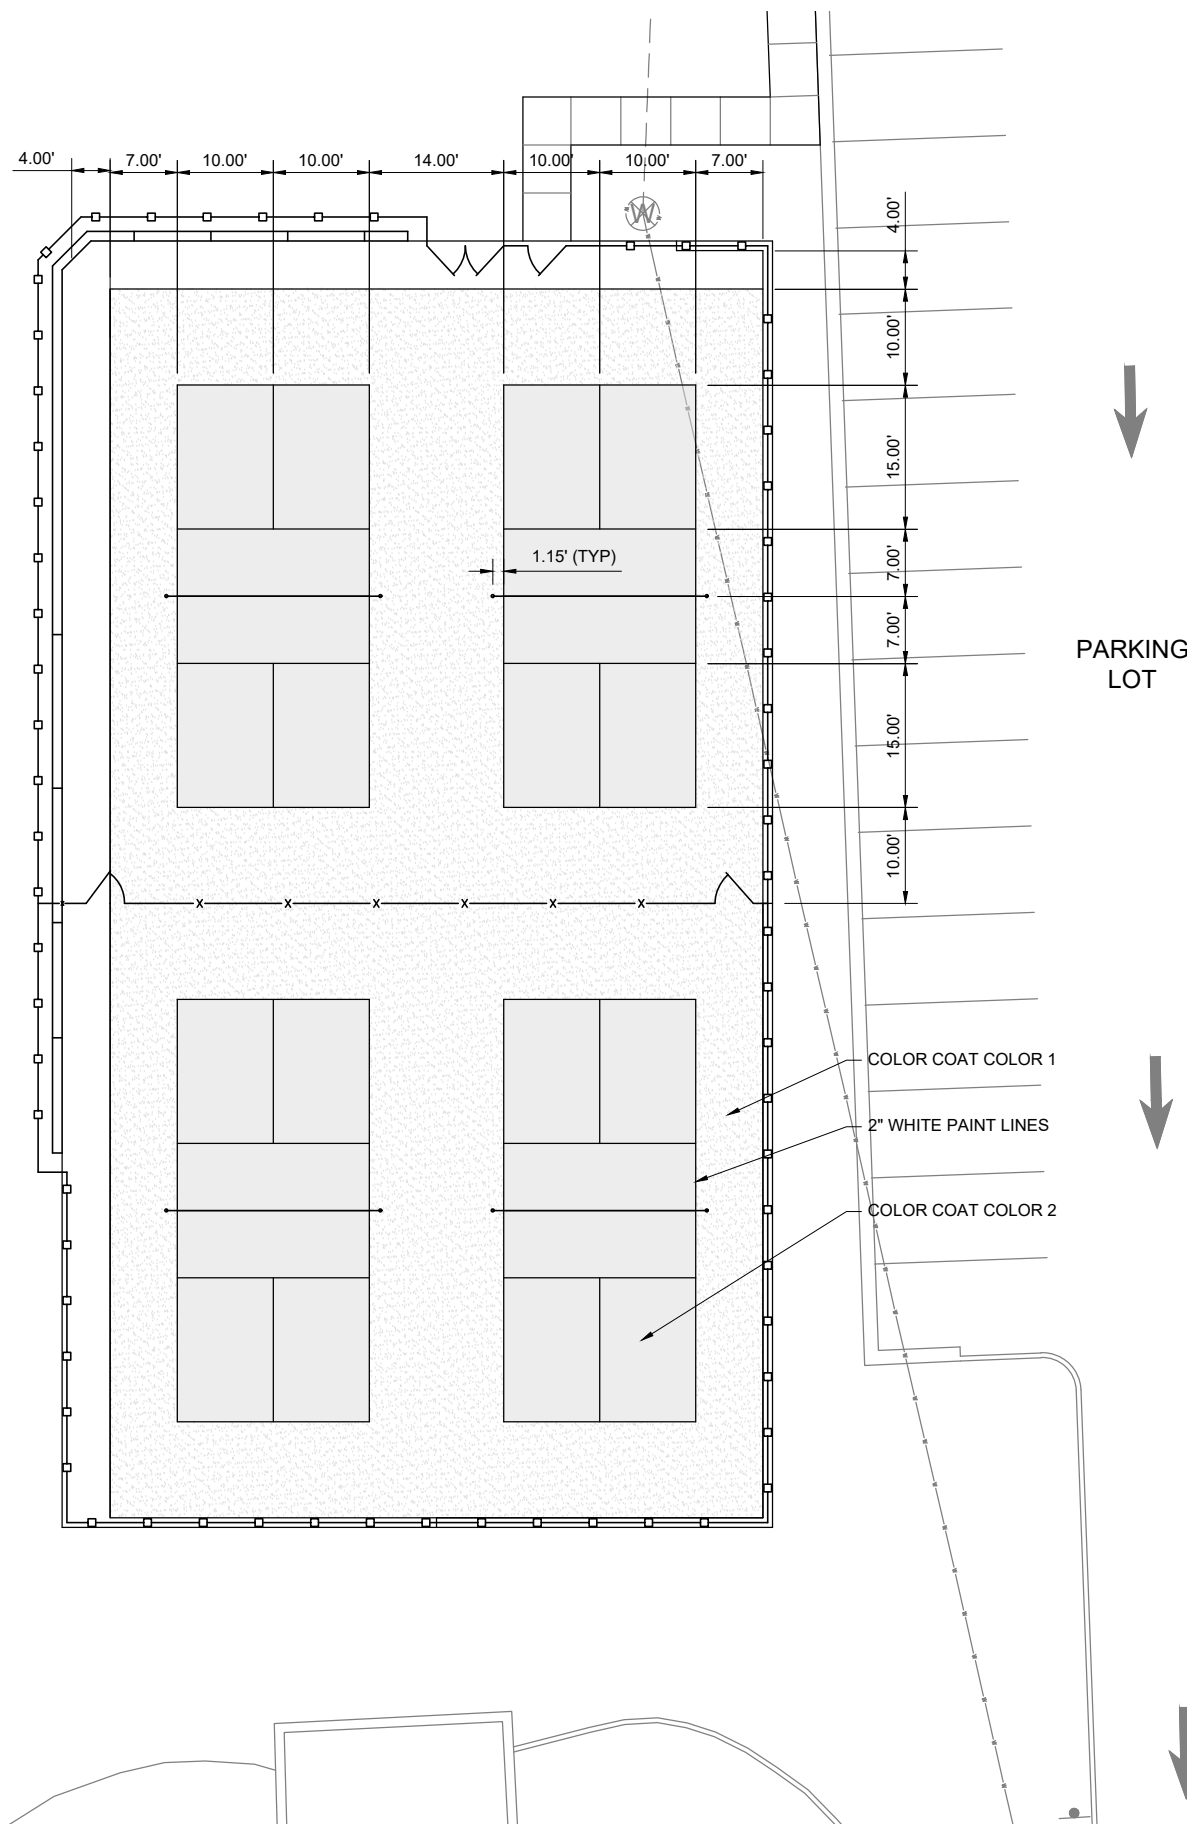 4.00'
7.00'
10.00'
10.00'
14.00'
10.00'
10.00'
7.00'
W
4.00'
10.00'
15.00'
7.00'
1.15' (TYP)
7.00'
PARKING
LOT
15.00'
10.00'
X X X X X X
COLOR COAT COLOR 1
2" WHITE PAINT LINES
COLOR COAT COLOR 2